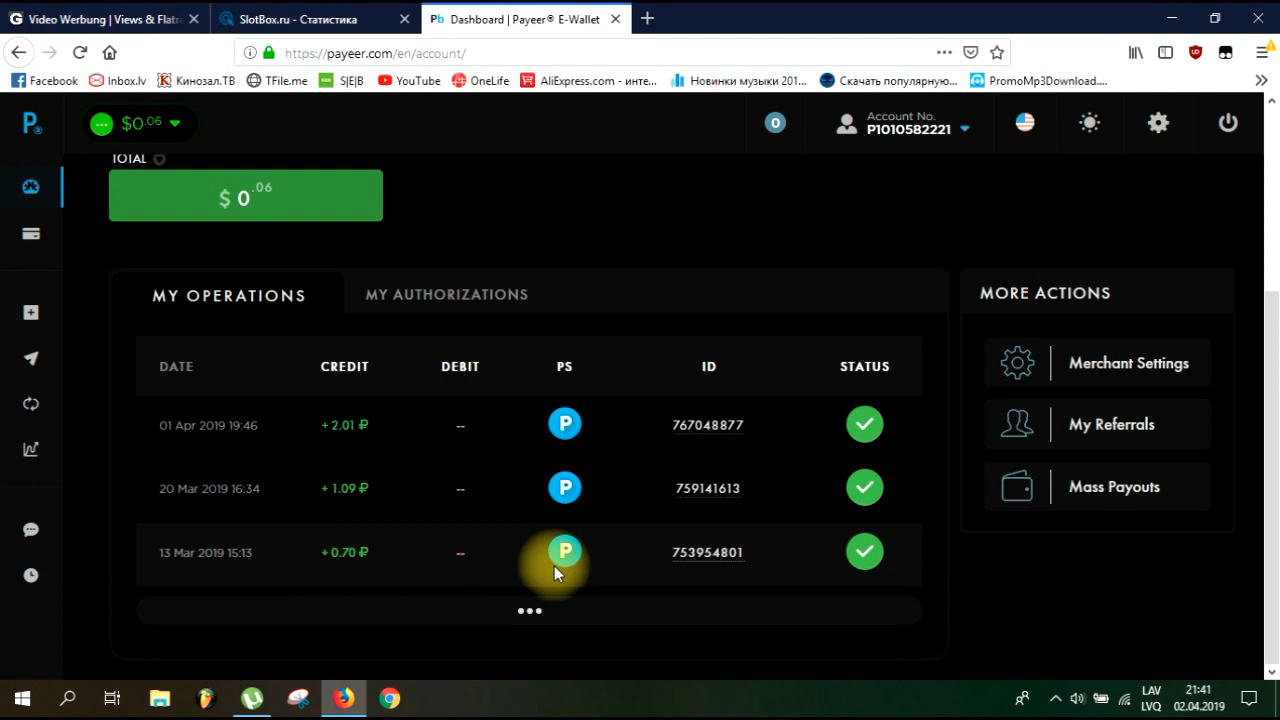 Video Werbung | Views & Flatra
SlotBox.ru - Статистика
Pb Dashboard | Payeer® E-Wallet
https://payeer.com/en/account/
Facebook
Inbox.lv
Кинозал.ТВ
TFile.me
S|E|B
YouTube
OneLife
AliExpress.com - инте...
Новинки музыки 201...
Скачать популярную...
PromoMp3Download....
P®
$0.06
0
Account No.
P1010582221
TOTAL
$ 0.06
MY OPERATIONS
MY AUTHORIZATIONS
MORE ACTIONS
DATE CREDIT DEBIT PS ID STATUS
01 Apr 2019 19:46 + 2.01 ₽ -- P 767048877
20 Mar 2019 16:34 + 1.09 ₽ -- P 759141613
13 Mar 2019 15:13 + 0.70 ₽ -- P 753954801
•••
Merchant Settings
My Referrals
Mass Payouts
LAV
LVQ
21:41
02.04.2019